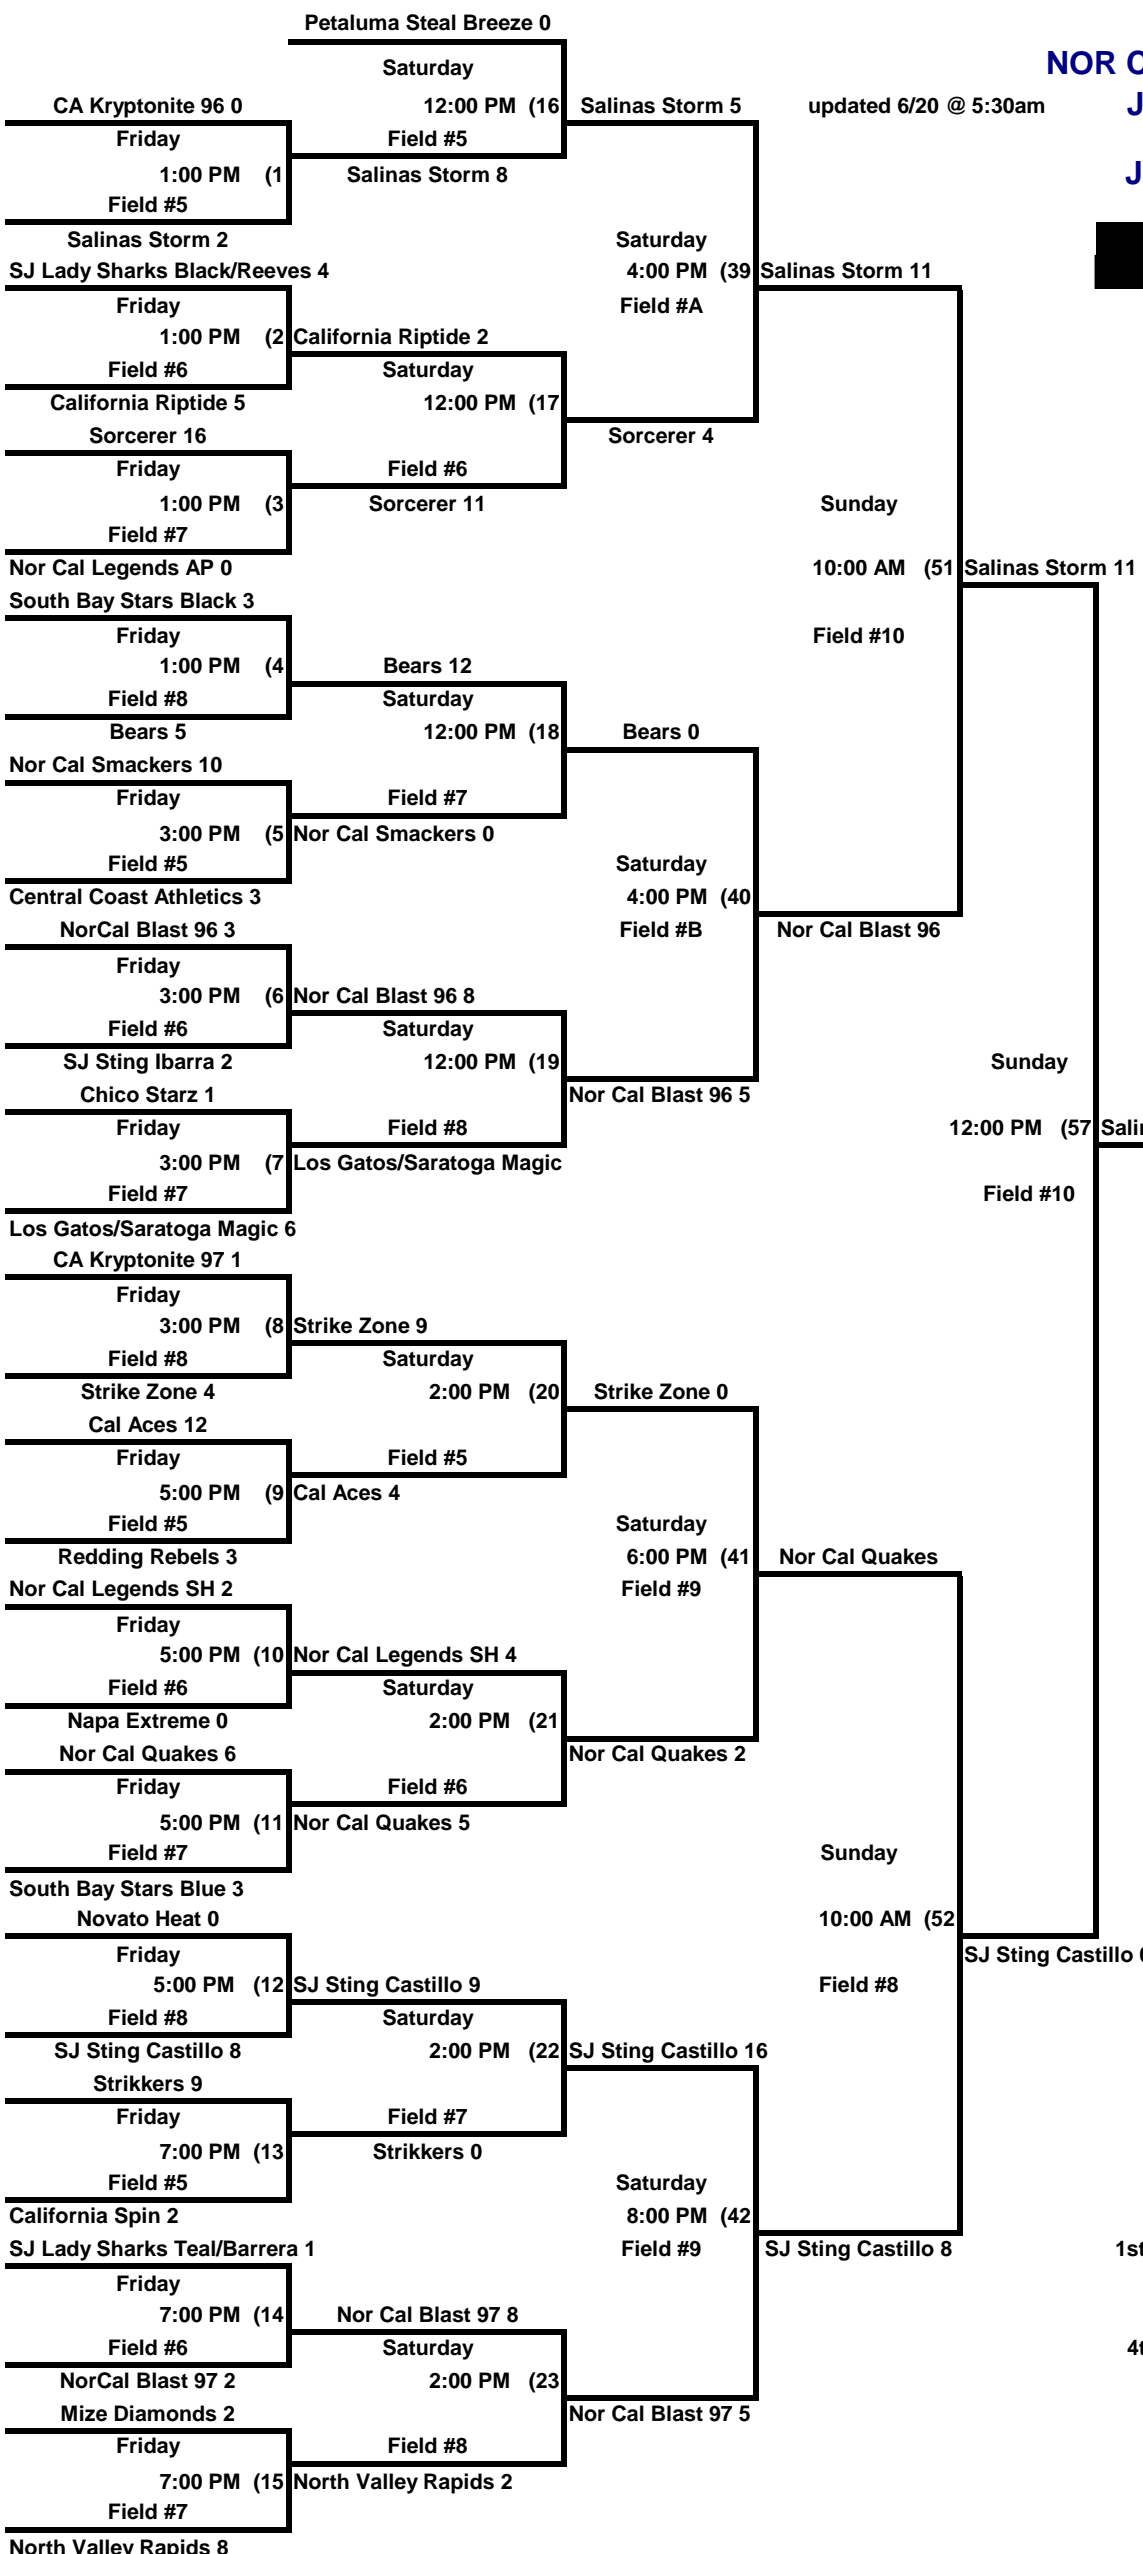 Petaluma Steal Breeze 0
Saturday
NOR
CA Kryptonite 96 0
12:00 PM (16
Salinas Storm 5
updated 6/20 @ 5:30am
J
Friday
Field #5
1:00 PM (1
Salinas Storm 8
J
Field #5
Salinas Storm 2
Saturday
SJ Lady Sharks Black/Reeves 4
4:00 PM (39
Salinas Storm 11
Friday
Field #A
1:00 PM (2
California Riptide 2
Field #6
Saturday
California Riptide 5
12:00 PM (17
Sorcerer 16
Sorcerer 4
Friday
Field #6
1:00 PM (3
Sorcerer 11
Sunday
Field #7
Nor Cal Legends AP 0
10:00 AM (51
Salinas Storm 11
South Bay Stars Black 3
Friday
Field #10
1:00 PM (4
Bears 12
Field #8
Saturday
Bears 5
12:00 PM (18
Bears 0
Nor Cal Smackers 10
Friday
Field #7
3:00 PM (5
Nor Cal Smackers 0
Field #5
Saturday
Central Coast Athletics 3
4:00 PM (40
NorCal Blast 96 3
Field #B
Nor Cal Blast 96
Friday
3:00 PM (6
Nor Cal Blast 96 8
Field #6
Saturday
SJ Sting Ibarra 2
12:00 PM (19
Sunday
Chico Starz 1
Nor Cal Blast 96 5
Friday
Field #8
12:00 PM (57
3:00 PM (7
Los Gatos/Saratoga Magic
Field #7
Field #10
Los Gatos/Saratoga Magic 6
CA Kryptonite 97 1
Friday
3:00 PM (8
Strike Zone 9
Field #8
Saturday
Strike Zone 4
2:00 PM (20
Strike Zone 0
Cal Aces 12
Friday
Field #5
5:00 PM (9
Cal Aces 4
Field #5
Saturday
Redding Rebels 3
6:00 PM (41
Nor Cal Quakes
Nor Cal Legends SH 2
Field #9
Friday
5:00 PM (10
Nor Cal Legends SH 4
Field #6
Saturday
Napa Extreme 0
2:00 PM (21
Nor Cal Quakes 6
Nor Cal Quakes 2
Friday
Field #6
5:00 PM (11
Nor Cal Quakes 5
Field #7
Sunday
South Bay Stars Blue 3
Novato Heat 0
10:00 AM (52
Friday
SJ Sting Castillo
5:00 PM (12
SJ Sting Castillo 9
Field #8
Field #8
Saturday
SJ Sting Castillo 8
2:00 PM (22
SJ Sting Castillo 16
Strikkers 9
Friday
Field #7
7:00 PM (13
Strikkers 0
Field #5
Saturday
California Spin 2
8:00 PM (42
SJ Lady Sharks Teal/Barrera 1
Field #9
SJ Sting Castillo 8
1st
Friday
7:00 PM (14
Nor Cal Blast 97 8
Field #6
Saturday
NorCal Blast 97 2
2:00 PM (23
Mize Diamonds 2
Nor Cal Blast 97 5
Friday
Field #8
7:00 PM (15
North Valley Rapids 2
Field #7
North Valley Rapids 8